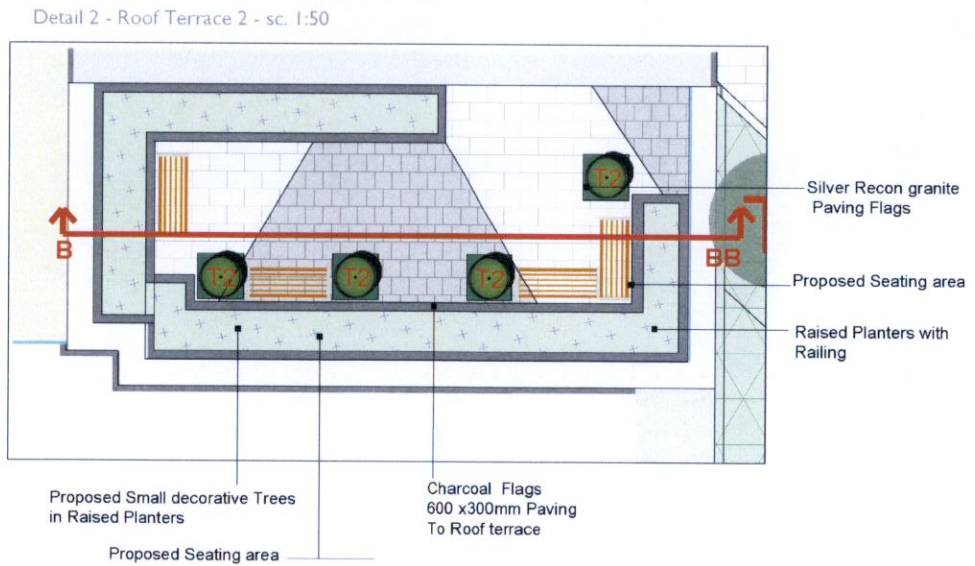 Detail 2 - Roof Terrace 2 - sc. 1:50
T2
Silver Recon granite
Paving Flags
B
BB
T2
T2
T2
Proposed Seating area
Raised Planters with
Railing
Proposed Small decorative Trees
in Raised Planters
Charcoal Flags
600 x300mm Paving
To Roof terrace
Proposed Seating area